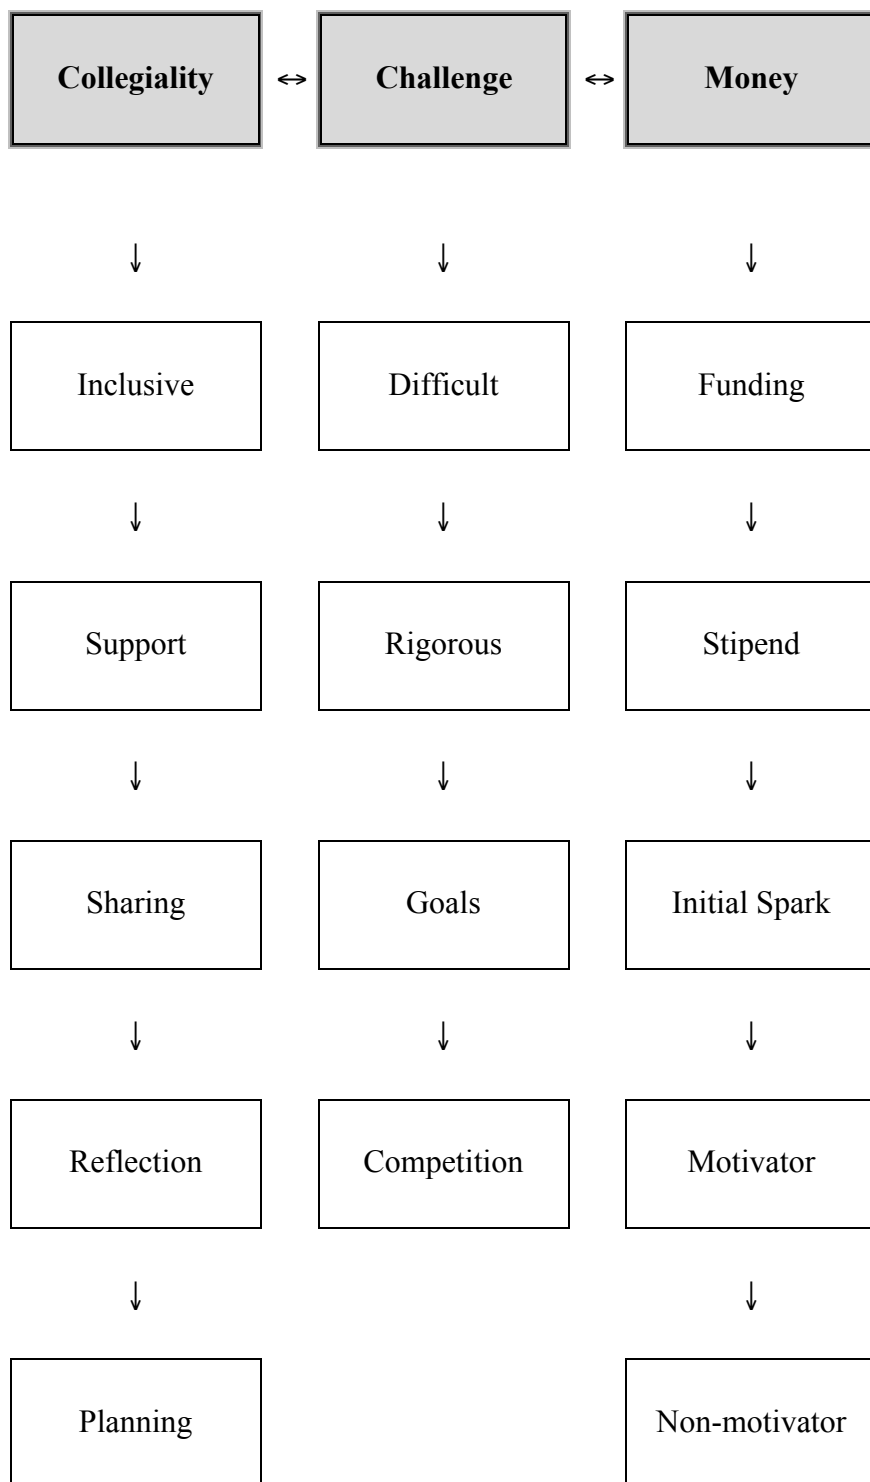 Collegiality ↔ Challenge ↔ Money
↓ ↓ ↓
Inclusive Difficult Funding
↓ ↓ ↓
Support Rigorous Stipend
↓ ↓ ↓
Sharing Goals Initial Spark
↓ ↓ ↓
Reflection Competition Motivator
↓ ↓
Planning Non-motivator